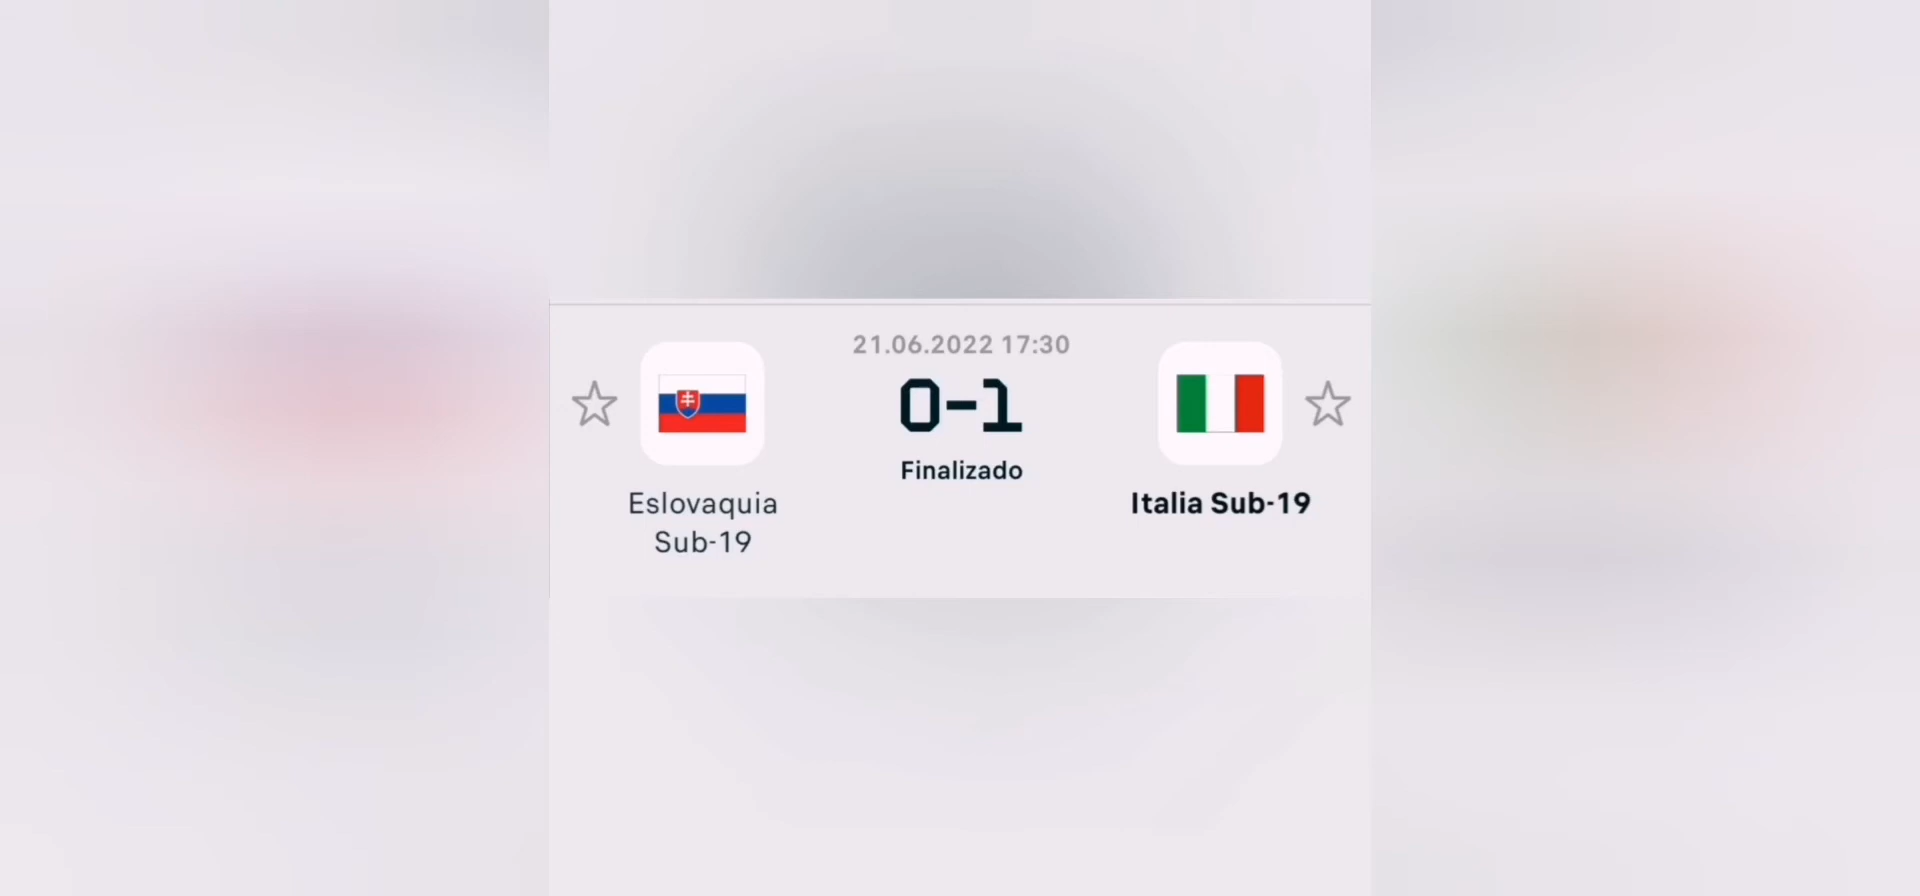 21.06.2022 17:30
0-1
Finalizado
Eslovaquia
Sub-19
Italia Sub-19